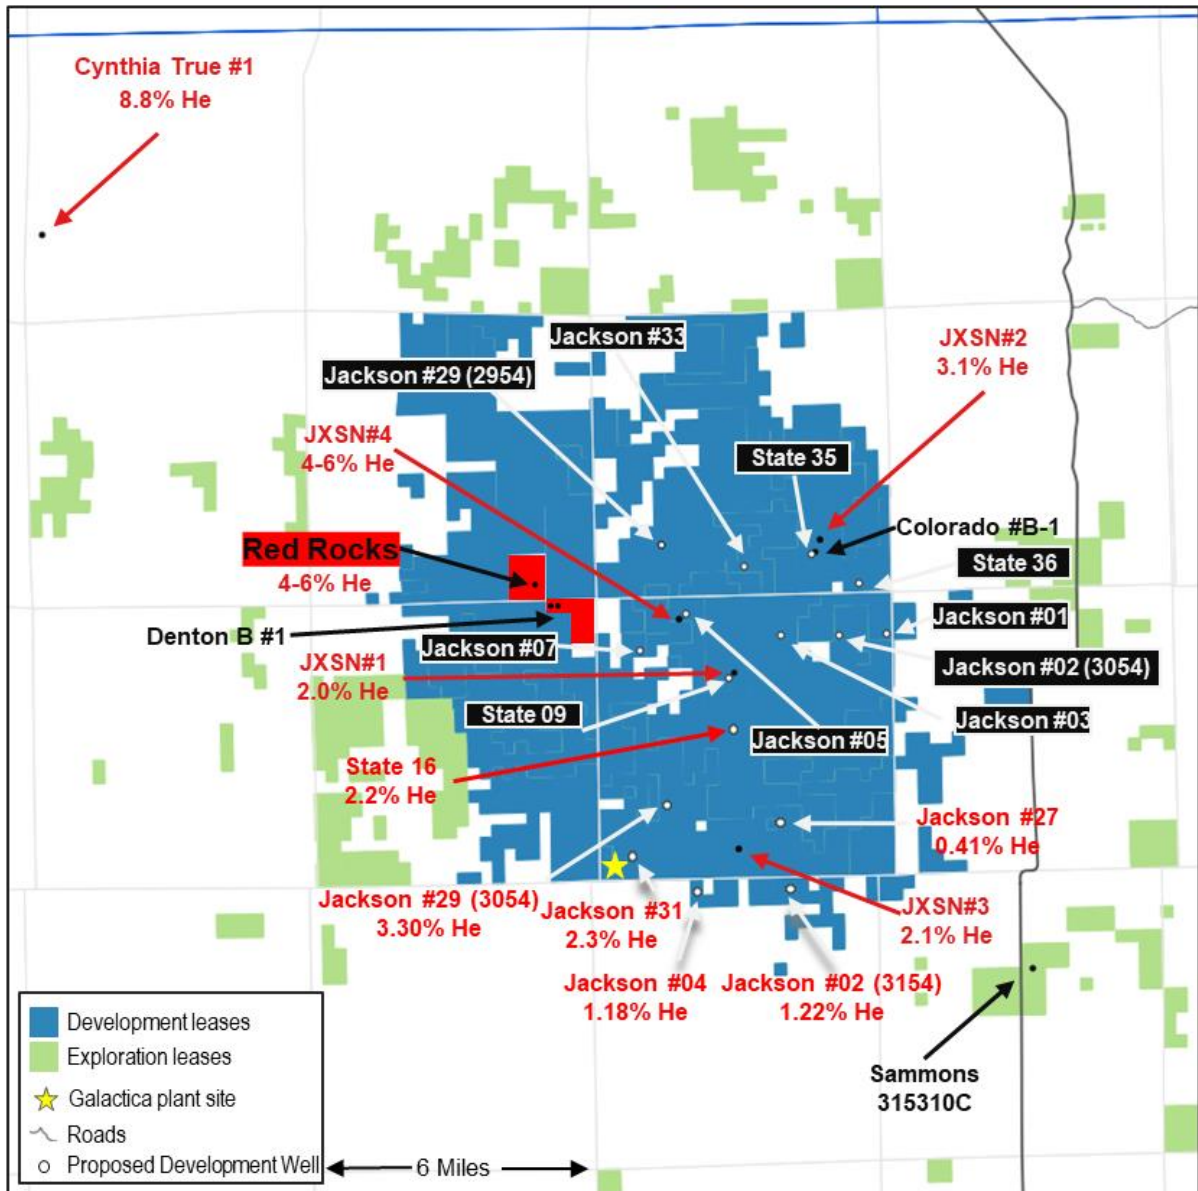 Cynthia True #1
8.8% He
Jackson #33
JXSN#2
3.1% He
Jackson #29 (2954)
JXSN#4
4-6% He
State 35
Colorado #B-1
Red Rocks
4-6% He
State 36
Denton B #1
Jackson #07
Jackson #01
JXSN#1
2.0% He
Jackson #02 (3054)
State 09
Jackson #05
Jackson #03
State 16
2.2% He
Jackson #27
0.41% He
Jackson #29 (3054)
3.30% He
Jackson #31
2.3% He
JXSN#3
2.1% He
Jackson #04
1.18% He
Jackson #02 (3154)
1.22% He
Sammons
315310C
Development leases
Exploration leases
Galactica plant site
Roads
Proposed Development Well
6 Miles